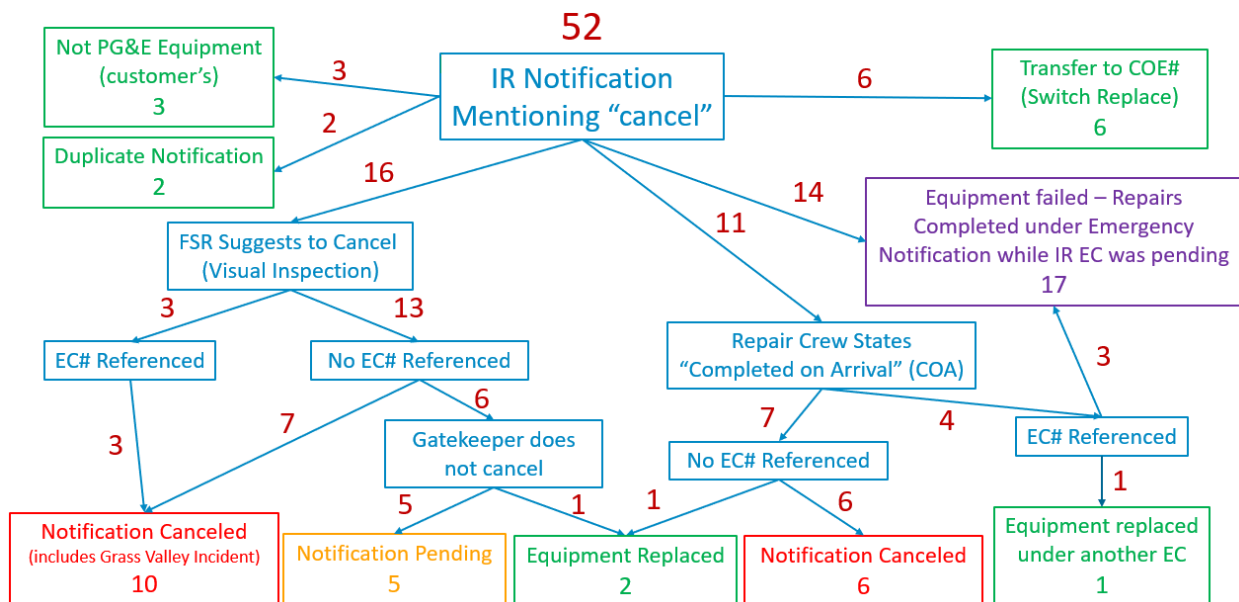 52
Not PG&E Equipment
(customer's)
3
3
IR Notification
Mentioning "cancel"
6
Transfer to COE#
(Switch Replace)
6
2
Duplicate Notification
2
16
11
14
Equipment failed – Repairs
Completed under Emergency
Notification while IR EC was pending
17
FSR Suggests to Cancel
(Visual Inspection)
3
13
EC# Referenced
No EC# Referenced
Repair Crew States
"Completed on Arrival" (COA)
3
3
7
6
Gatekeeper does
not cancel
7
4
No EC# Referenced
EC# Referenced
5
1
1
6
1
Notification Canceled
(includes Grass Valley Incident)
10
Notification Pending
5
Equipment Replaced
2
Notification Canceled
6
Equipment replaced
under another EC
1